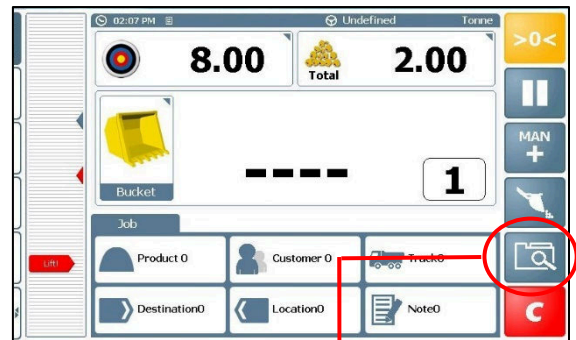 02:07 PM Undefined Tonne
>0<
8.00
Total
2.00
MAN
+
Bucket
----
1
Job
Lift!
Product 0
Customer 0
Truck0
Destination0
Location0
Note0
C